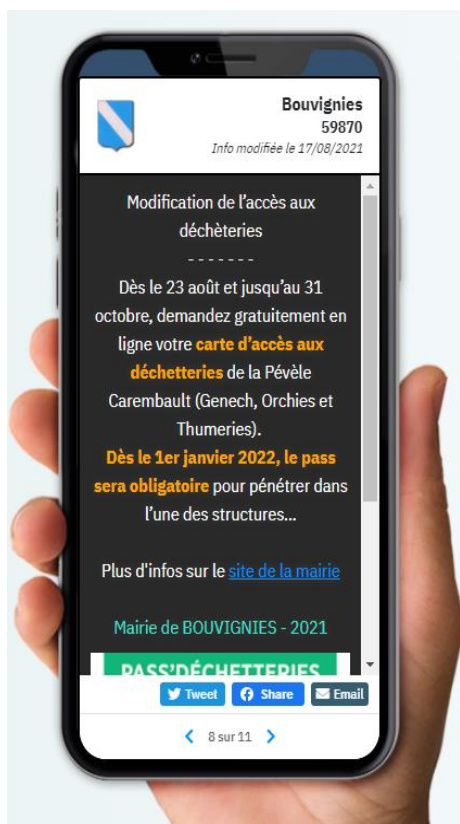 Bouvignies
59870
Info modifiée le 17/08/2021
Modification de l'accès aux
déchèteries
- - - - - - -
Dès le 23 août et jusqu'au 31
octobre, demandez gratuitement en
ligne votre carte d'accès aux
déchetteries de la Pévèle
Carembault (Genech, Orchies et
Thumeries).
Dès le 1er janvier 2022, le pass
sera obligatoire pour pénétrer dans
l'une des structures...
Plus d'infos sur le site de la mairie
Mairie de BOUVIGNIES - 2021
PASS'DÉCHETTERIES
Tweet Share Email
8 sur 11